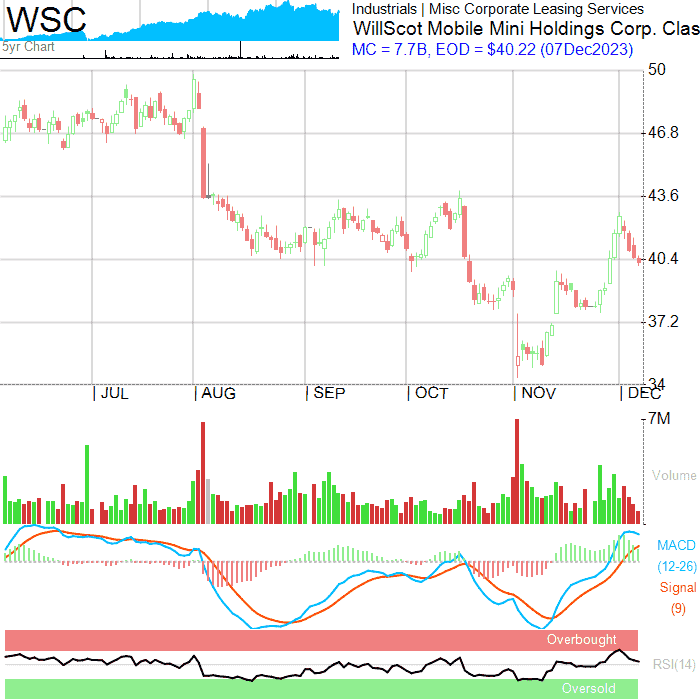 WSC
5yr Chart
Industrials | Misc Corporate Leasing Services
WillScot Mobile Mini Holdings Corp. Clas
MC = 7.7B, EOD = $40.22 (07Dec2023)
50
46.8
43.6
40.4
37.2
34
JUL
AUG
SEP
OCT
NOV
DEC
7M
Volume
MACD
(12-26)
Signal
(9)
Overbought
RSI(14)
Oversold